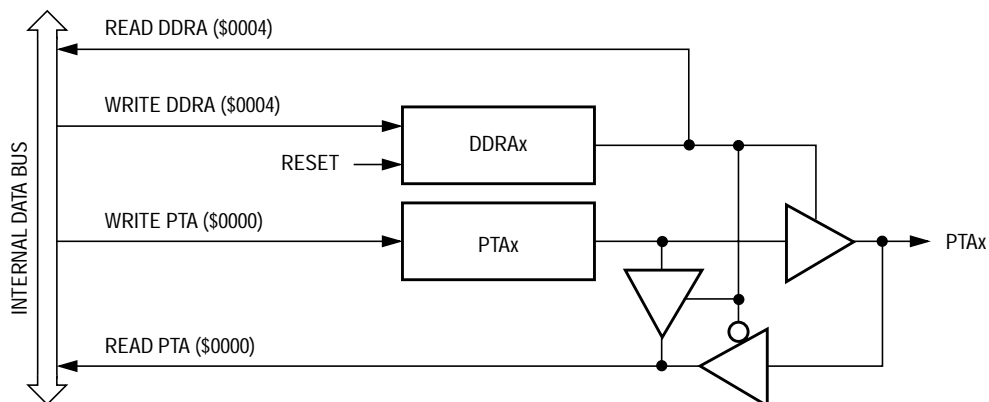 READ DDRA ($0004)
WRITE DDRA ($0004)
DDRAx
RESET
INTERNAL DATA BUS
WRITE PTA ($0000)
PTAx
PTAx
READ PTA ($0000)